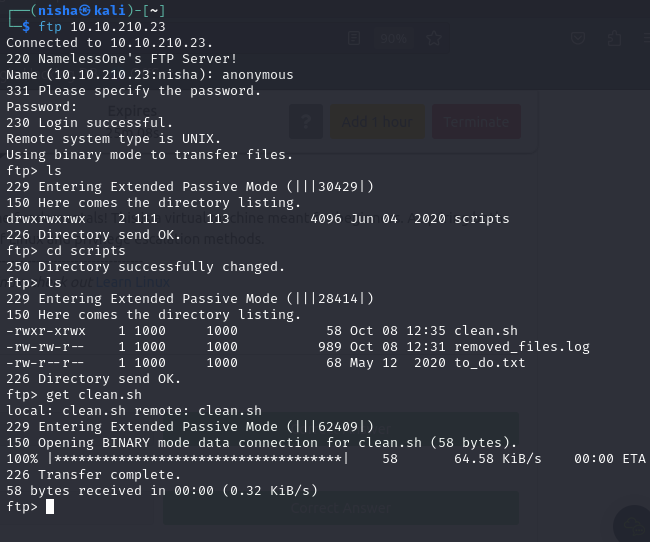 ┌──(nisha㉿kali)-[~]
└─$ ftp 10.10.210.23
Connected to 10.10.210.23.
220 NamelessOne's FTP Server!
Name (10.10.210.23:nisha): anonymous
331 Please specify the password.
Password:
230 Login successful.
Remote system type is UNIX.
Using binary mode to transfer files.
ftp> ls
229 Entering Extended Passive Mode (|||30429|)
150 Here comes the directory listing.
drwxrwxrwx    2 111      113          4096 Jun 04  2020 scripts
226 Directory send OK.
ftp> cd scripts
250 Directory successfully changed.
ftp> ls
229 Entering Extended Passive Mode (|||28414|)
150 Here comes the directory listing.
-rwxr-xrwx    1 1000     1000           58 Oct 08 12:35 clean.sh
-rw-rw-r--    1 1000     1000          989 Oct 08 12:31 removed_files.log
-rw-r--r--    1 1000     1000           68 May 12  2020 to_do.txt
226 Directory send OK.
ftp> get clean.sh
local: clean.sh remote: clean.sh
229 Entering Extended Passive Mode (|||62409|)
150 Opening BINARY mode data connection for clean.sh (58 bytes).
100% |************************************|    58       64.58 KiB/s    00:00 ETA
226 Transfer complete.
58 bytes received in 00:00 (0.32 KiB/s)
ftp>
90%
Expires
?
Add 1 hour
Terminate